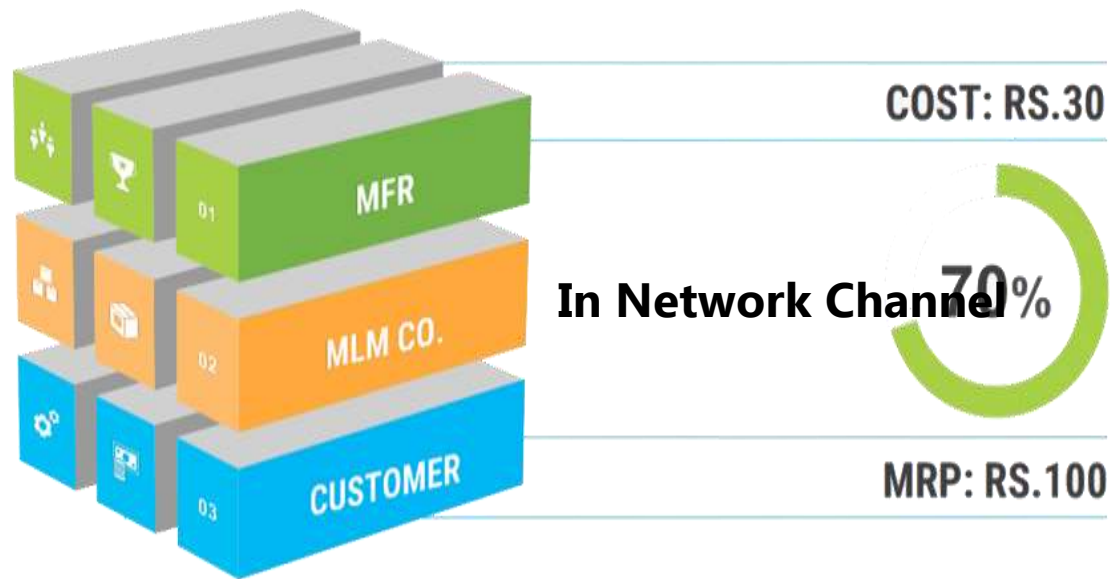 COST: RS.30
01
MFR
In Network Channel
70%
02
MLM CO.
03
CUSTOMER
MRP: RS.100